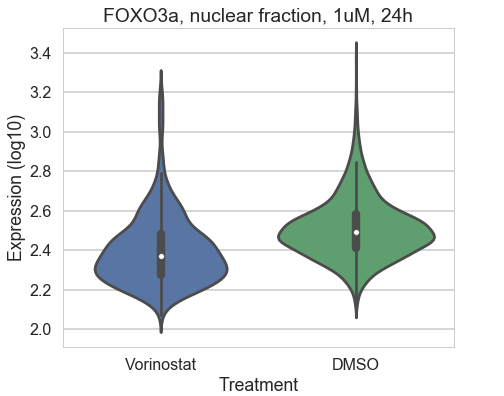 FOXO3a, nuclear fraction, 1uM, 24h
Expression (log10)
3.4
3.2
3.0
2.8
2.6
2.4
2.2
2.0
Vorinostat
DMSO
Treatment